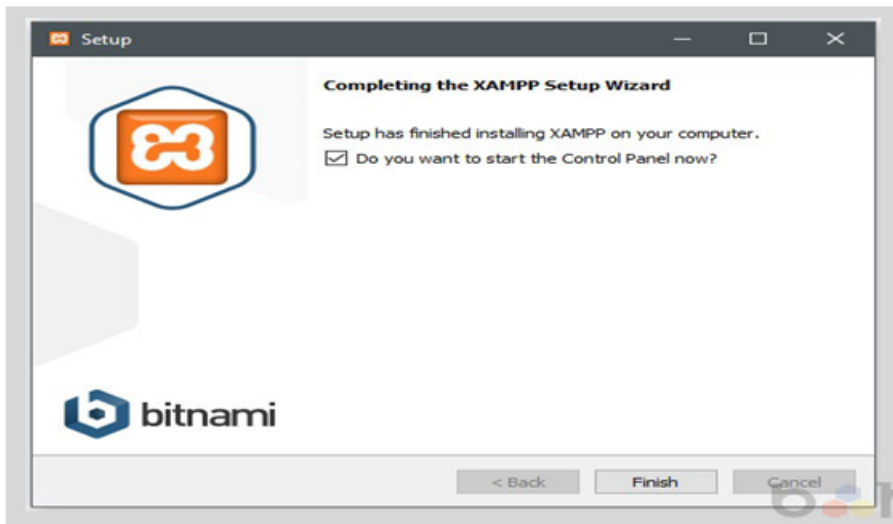 Setup
Completing the XAMPP Setup Wizard
Setup has finished installing XAMPP on your computer.
Do you want to start the Control Panel now?
bitnami
< Back
Finish
Cancel